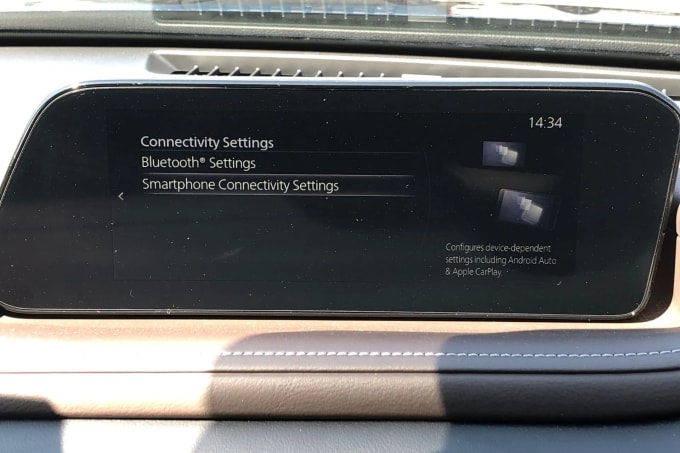 14:34
Connectivity Settings
Bluetooth® Settings
Smartphone Connectivity Settings
Configures device-dependent
settings including Android Auto
& Apple CarPlay.